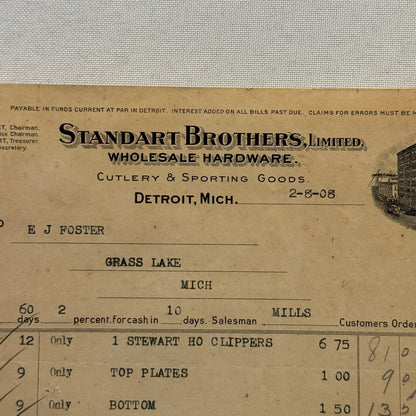 PAYABLE IN FUNDS CURRENT AT PAR IN DETROIT. INTEREST ADDED ON ALL BILLS PAST DUE. CLAIMS FOR ERRORS MUST BE
Chairman.
Chairman.
Treasurer.
Secretary.
STANDART BROTHERS, LIMITED.
WHOLESALE HARDWARE.
CUTLERY & SPORTING GOODS.
DETROIT, MICH. 2-8-08
E J FOSTER
GRASS LAKE
MICH
60 days 2 percent.for cash in 10 days. Salesman MILLS Customers Order
12 Only 1 STEWART HO CLIPPERS 6 75 81 0
9 Only TOP PLATES 1 00 9
9 Only BOTTOM 1 50 13